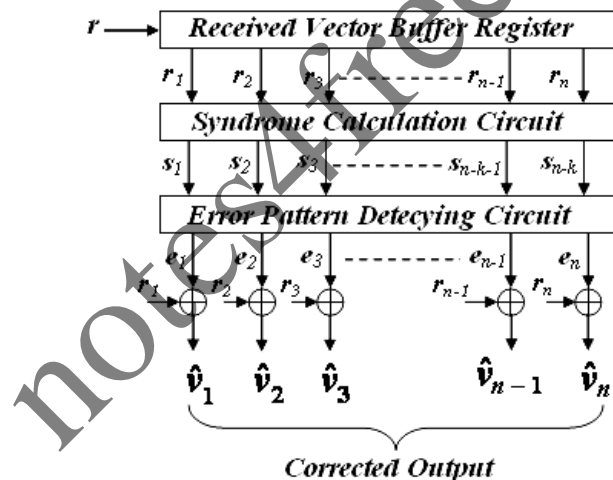 r Received Vector Buffer Register
r1 r2 r3 rn-1 rn
Syndrome Calculation Circuit
s1 s2 s3 sn-k-1 sn-k
Error Pattern Detecying Circuit
e1 e2 e3 en-1 en
r1 r2 r3 rn-1 rn
v̂1 v̂2 v̂3 v̂n-1 v̂n
Corrected Output
notes4free